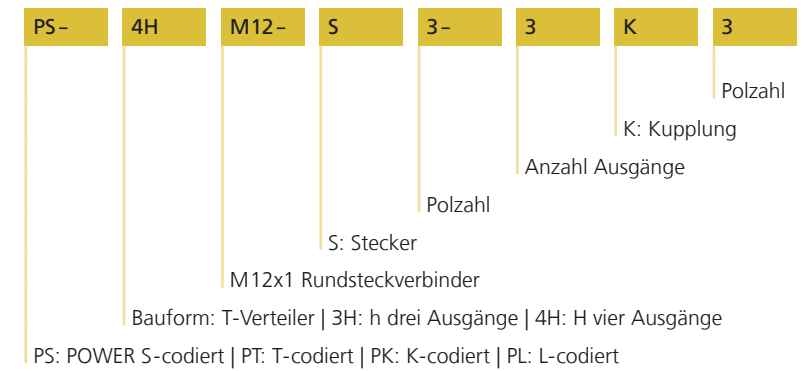 PS– 4H M12– S 3– 3 K 3
Polzahl
K: Kupplung
Anzahl Ausgänge
Polzahl
S: Stecker
M12x1 Rundsteckverbinder
Bauform: T-Verteiler | 3H: h drei Ausgänge | 4H: H vier Ausgänge
PS: POWER S-codiert | PT: T-codiert | PK: K-codiert | PL: L-codiert